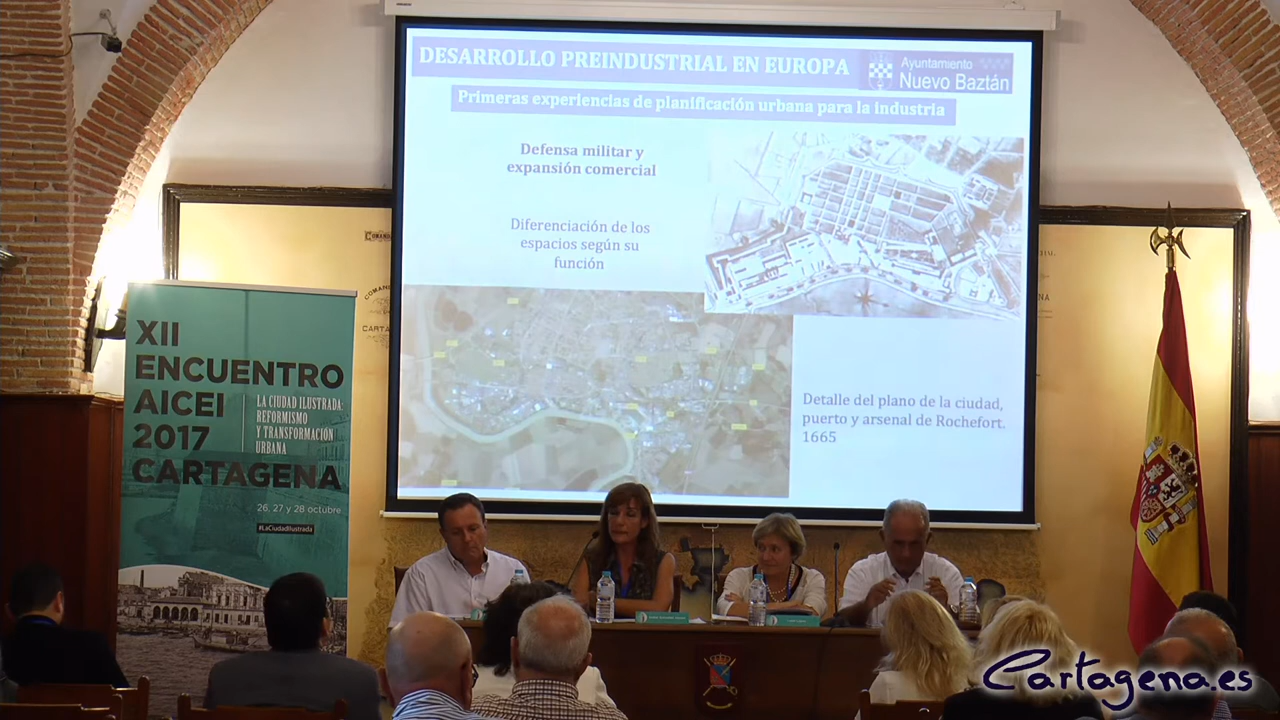 DESARROLLO PREINDUSTRIAL EN EUROPA
Ayuntamiento
Nuevo Baztán
Primeras experiencias de planificación urbana para la industria
Defensa militar y
expansión comercial
Diferenciación de los
espacios según su
función
Detalle del plano de la ciudad,
puerto y arsenal de Rochefort.
1665
XII
ENCUENTRO
AICEI
2017
CARTAGENA
LA CIUDAD ILUSTRADA:
REFORMISMO
Y TRANSFORMACIÓN
URBANA
26, 27 y 28 octubre
#LaCiudadIlustrada
Cartagena.es